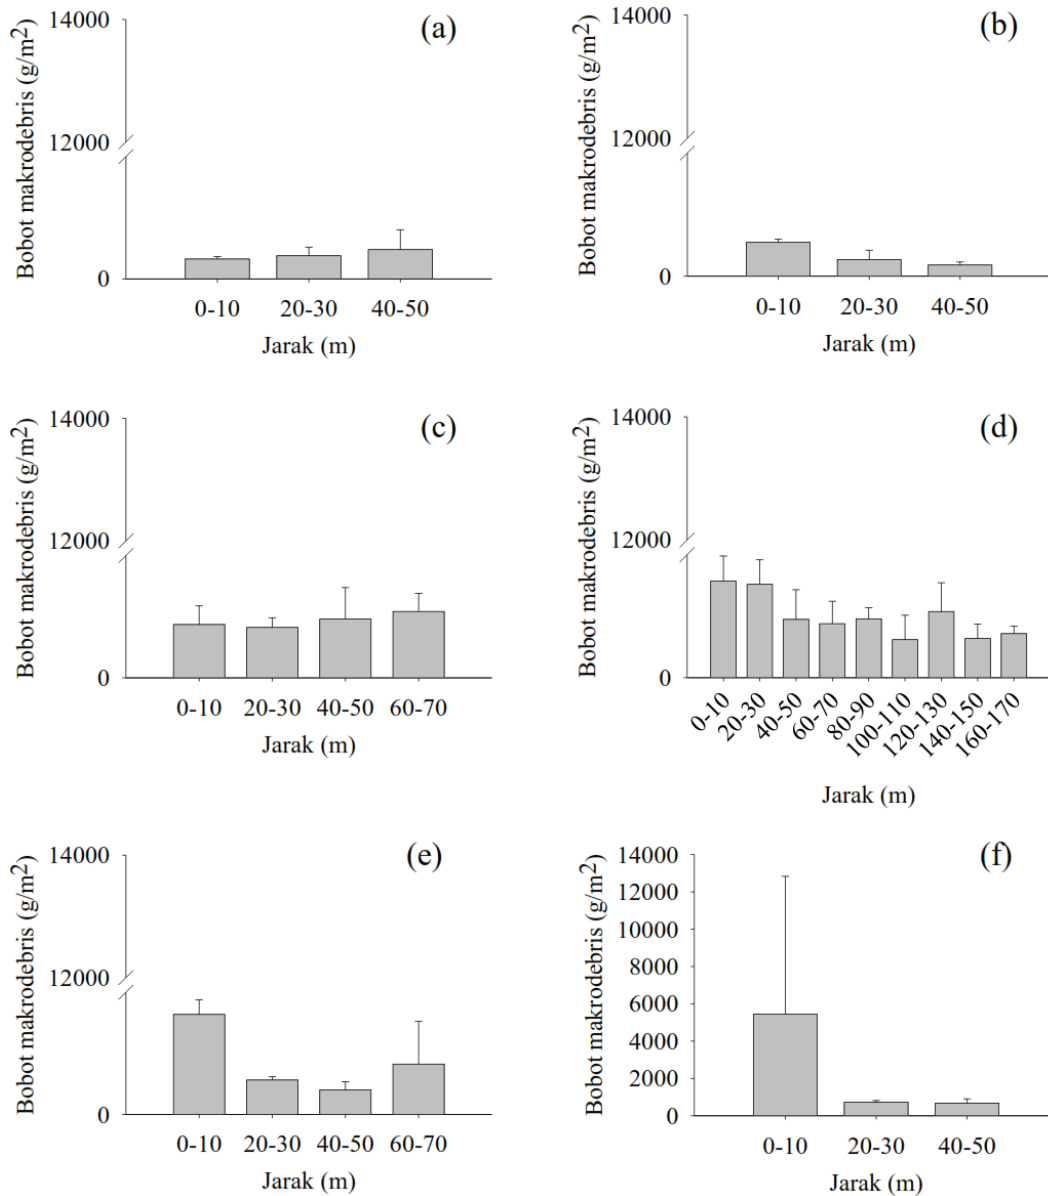 Bobot makrodebris (g/m²)
14000
12000
0
(a)
0-10 20-30 40-50
Jarak (m)
Bobot makrodebris (g/m²)
14000
12000
0
(b)
0-10 20-30 40-50
Jarak (m)
Bobot makrodebris (g/m²)
14000
12000
0
(c)
0-10 20-30 40-50 60-70
Jarak (m)
Bobot makrodebris (g/m²)
14000
12000
0
(d)
0-10 20-30 40-50 60-70 80-90 100-110 120-130 140-150 160-170
Jarak (m)
Bobot makrodebris (g/m²)
14000
12000
0
(e)
0-10 20-30 40-50 60-70
Jarak (m)
Bobot makrodebris (g/m²)
14000
12000
10000
8000
6000
4000
2000
0
(f)
0-10 20-30 40-50
Jarak (m)